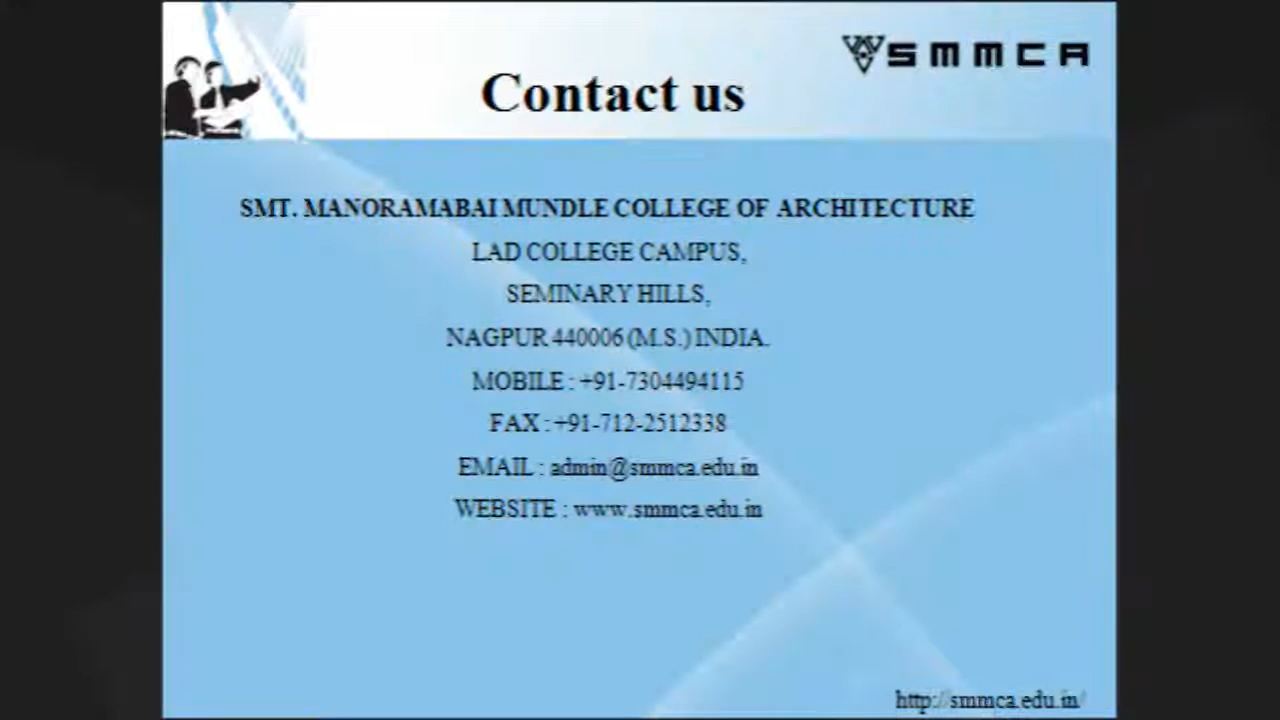 SMMCA
Contact us
SMT. MANORAMABAI MUNDLE COLLEGE OF ARCHITECTURE
LAD COLLEGE CAMPUS,
SEMINARY HILLS,
NAGPUR 440006 (M.S.) INDIA.
MOBILE : +91-7304494115
FAX : +91-712-2512338
EMAIL : admin@smmca.edu.in
WEBSITE : www.smmca.edu.in
http://smmca.edu.in/